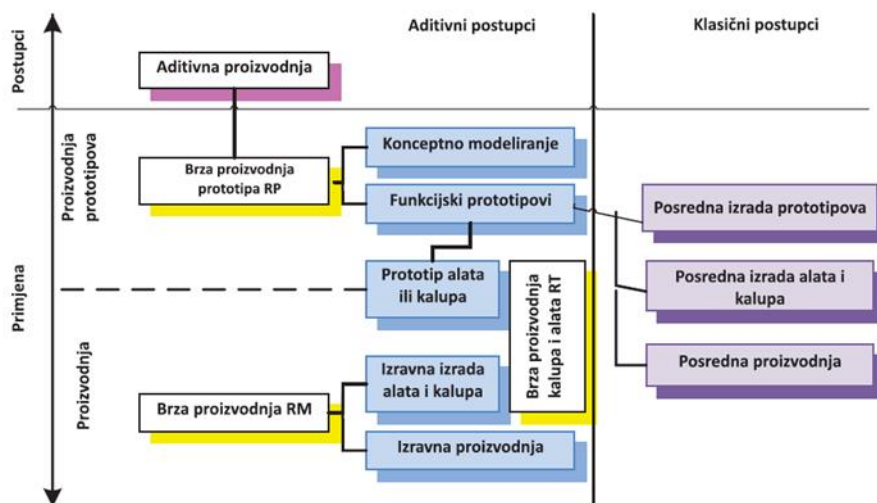 Aditivni postupci
Klasični postupci
Postupci
Aditivna proizvodnja
Primjena
Proizvodnja
prototipova
Brza proizvodnja
prototipa RP
Konceptno modeliranje
Funkcijski prototipovi
Posredna izrada prototipova
Prototip alata
ili kalupa
Brza proizvodnja
kalupa i alata RT
Posredna izrada alata i
kalupa
Proizvodnja
Brza proizvodnja RM
Izravna izrada
alata i kalupa
Posredna proizvodnja
Izravna proizvodnja